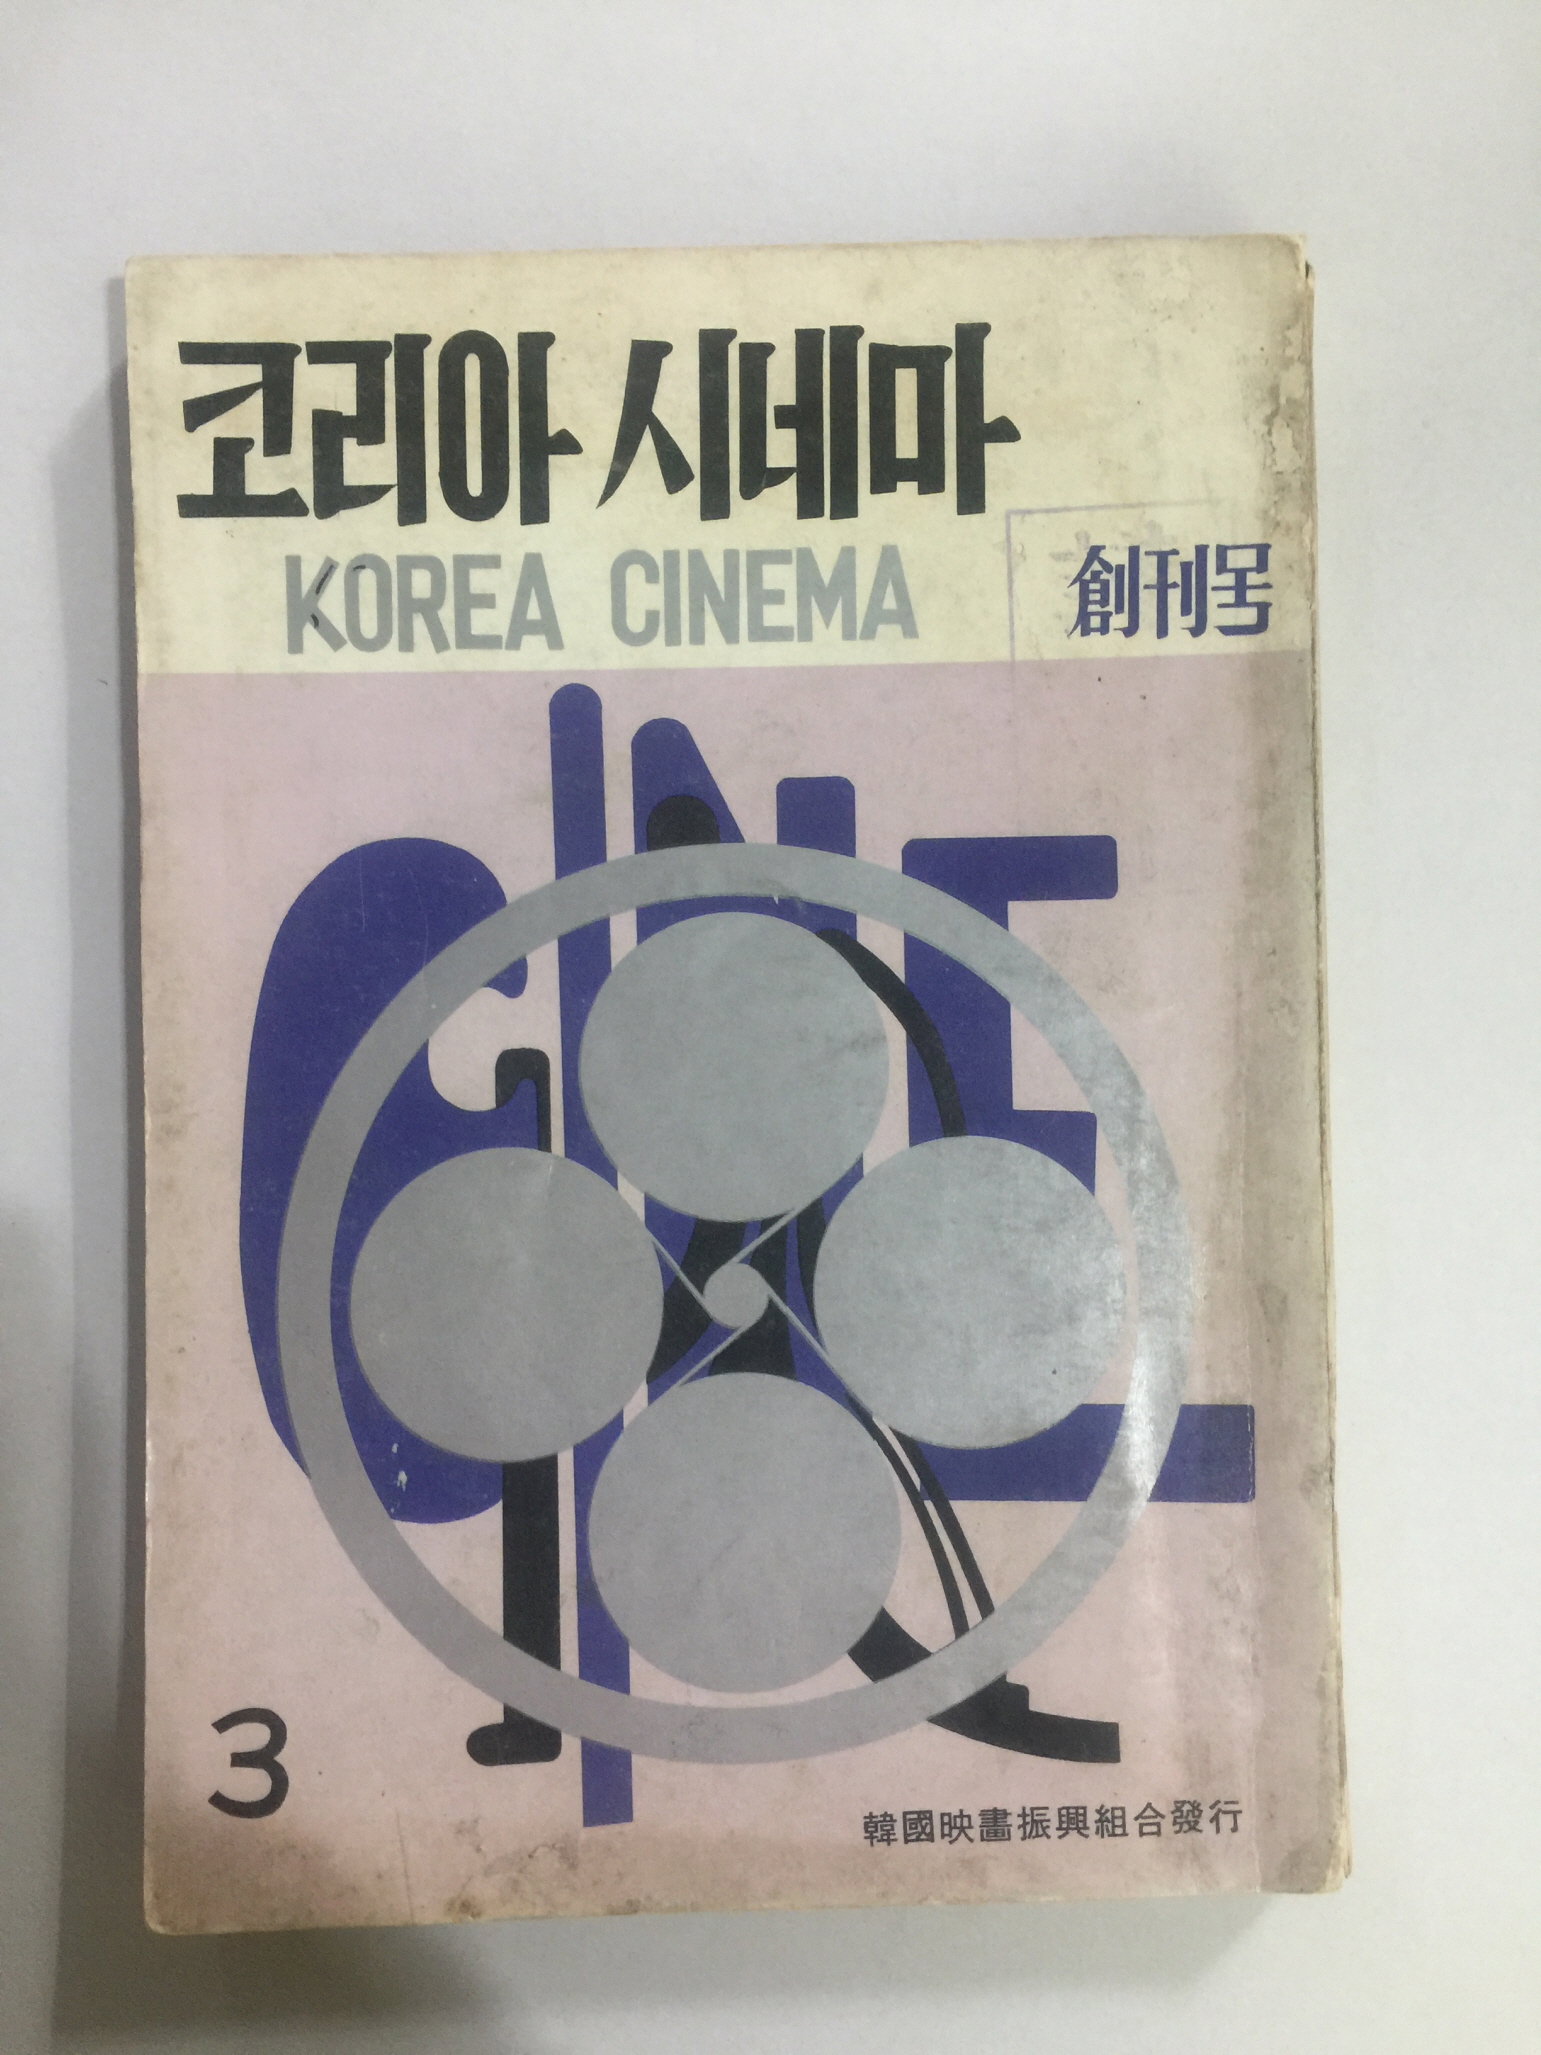 코리아 시네마
KOREA CINEMA
創刊号
CINE
3
韓國映畵振興組合發行